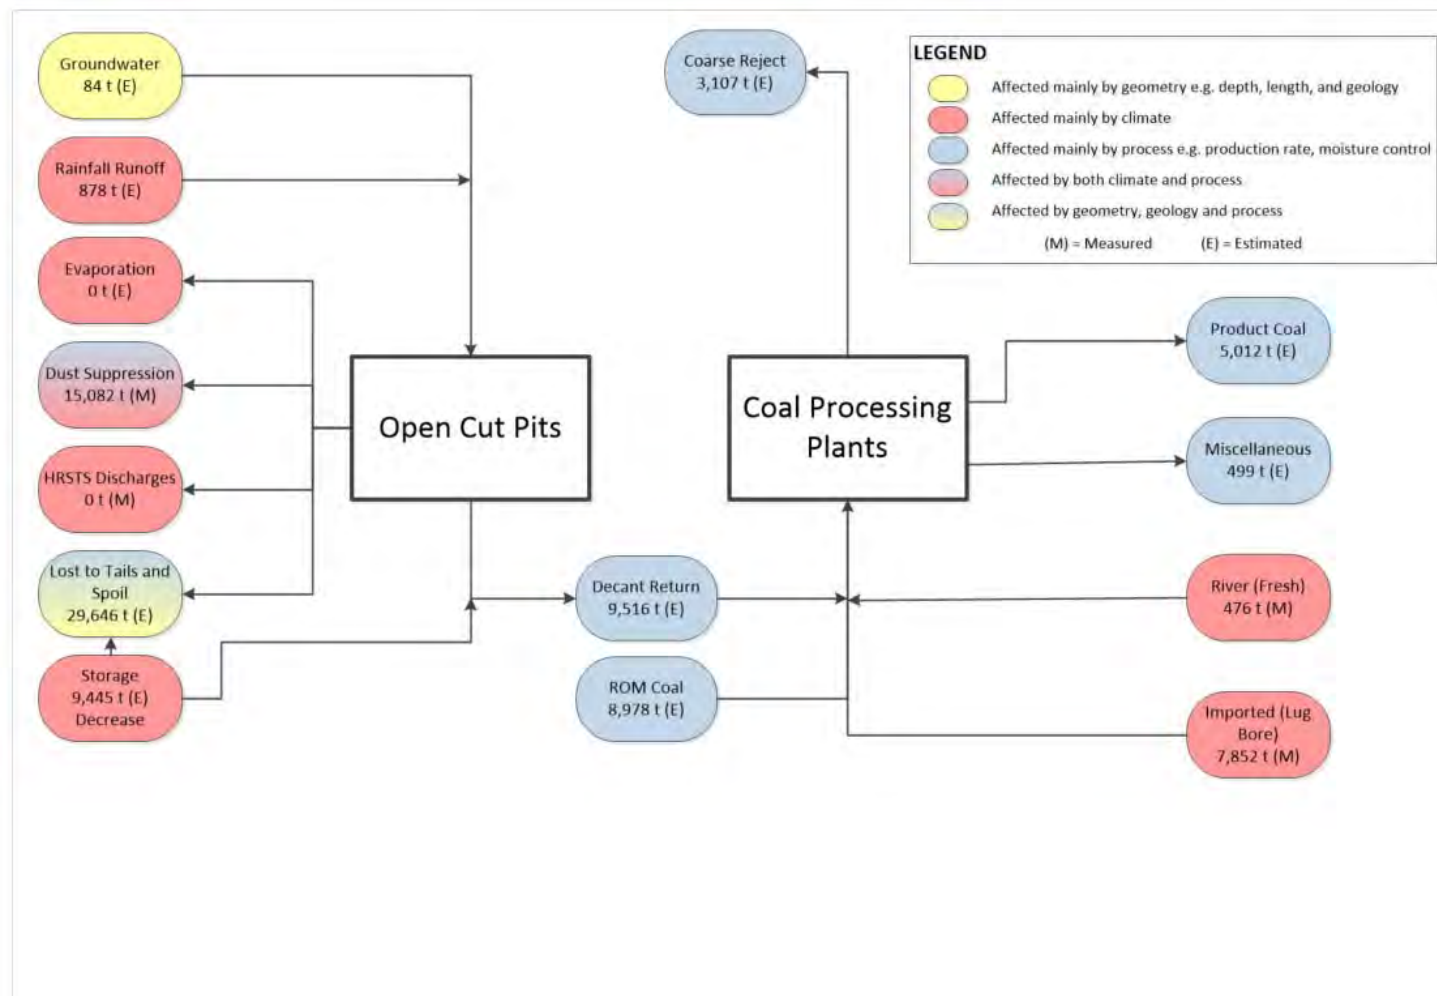 Groundwater
84 t (E)
Rainfall Runoff
878 t (E)
Evaporation
0 t (E)
Dust Suppression
15,082 t (M)
HRSTS Discharges
0 t (M)
Lost to Tails and
Spoil
29,646 t (E)
Storage
9,445 t (E)
Decrease
Open Cut Pits
Coarse Reject
3,107 t (E)
Coal Processing
Plants
Decant Return
9,516 t (E)
ROM Coal
8,978 t (E)
LEGEND
Affected mainly by geometry e.g. depth, length, and geology
Affected mainly by climate
Affected mainly by process e.g. production rate, moisture control
Affected by both climate and process
Affected by geometry, geology and process
(M) = Measured (E) = Estimated
Product Coal
5,012 t (E)
Miscellaneous
499 t (E)
River (Fresh)
476 t (M)
Imported (Lug
Bore)
7,852 t (M)